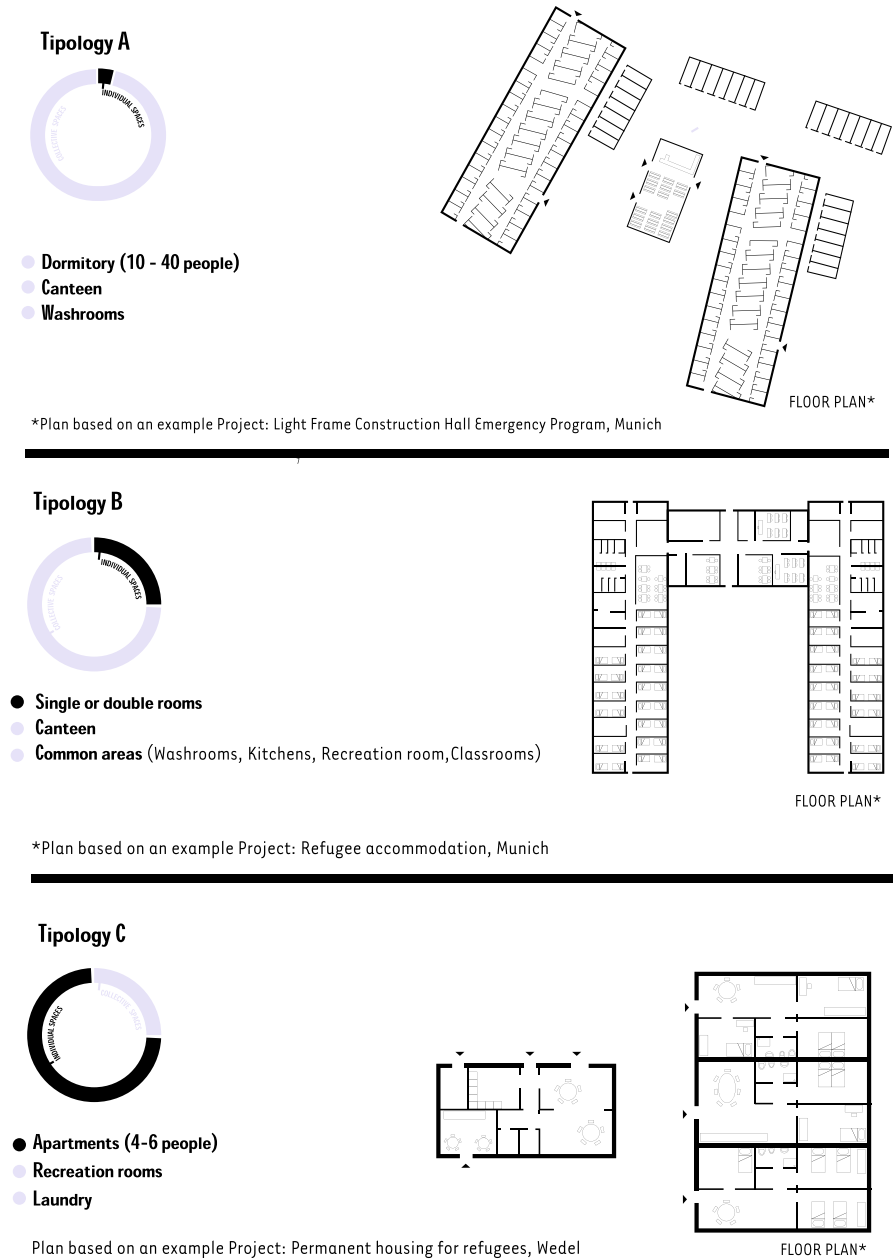 Tipology A
INDIVIDUAL SPACES
COLLECTIVE SPACES
Dormitory (10 - 40 people)
Canteen
Washrooms
FLOOR PLAN*
*Plan based on an example Project: Light Frame Construction Hall Emergency Program, Munich
Tipology B
INDIVIDUAL SPACES
COLLECTIVE SPACES
Single or double rooms
Canteen
Common areas (Washrooms, Kitchens, Recreation room,Classrooms)
FLOOR PLAN*
*Plan based on an example Project: Refugee accommodation, Munich
Tipology C
COLLECTIVE SPACES
INDIVIDUAL SPACES
Apartments (4-6 people)
Recreation rooms
Laundry
Plan based on an example Project: Permanent housing for refugees, Wedel
FLOOR PLAN*